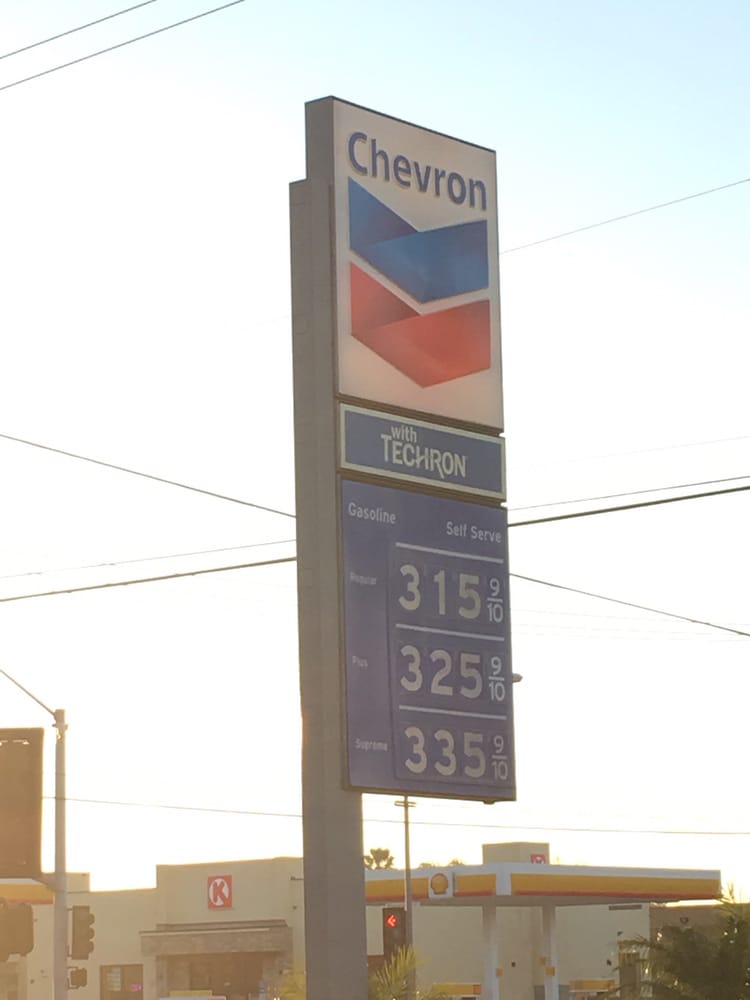 Chevron
with
TECHRON
Gasoline
Self Serve
Regular
315 9/10
Plus
325 9/10
Supreme
335 9/10
K